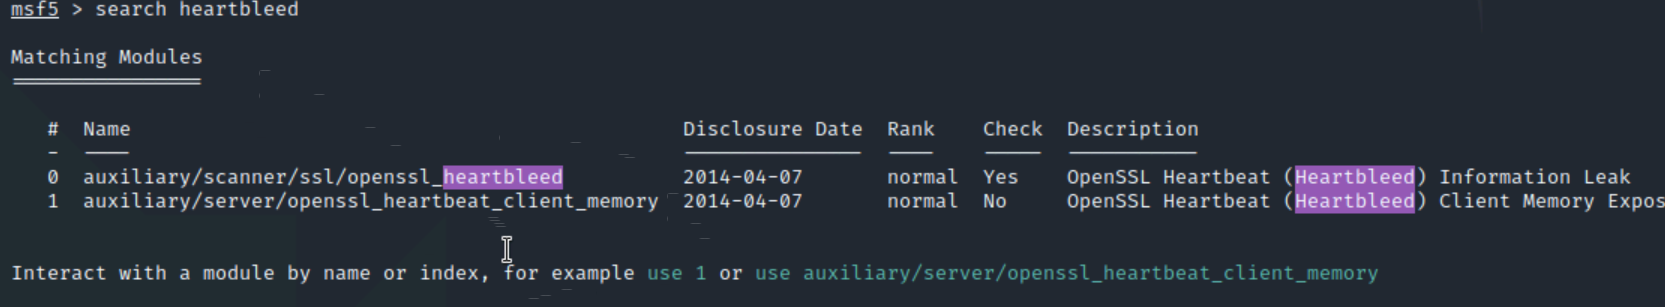 msf5 > search heartbleed
Matching Modules
================
# Name Disclosure Date Rank Check Description
- ---- --------------- ---- ----- -----------
0 auxiliary/scanner/ssl/openssl_heartbleed 2014-04-07 normal Yes OpenSSL Heartbeat (Heartbleed) Information Leak
1 auxiliary/server/openssl_heartbeat_client_memory 2014-04-07 normal No OpenSSL Heartbeat (Heartbleed) Client Memory Expos
Interact with a module by name or index, for example use 1 or use auxiliary/server/openssl_heartbeat_client_memory